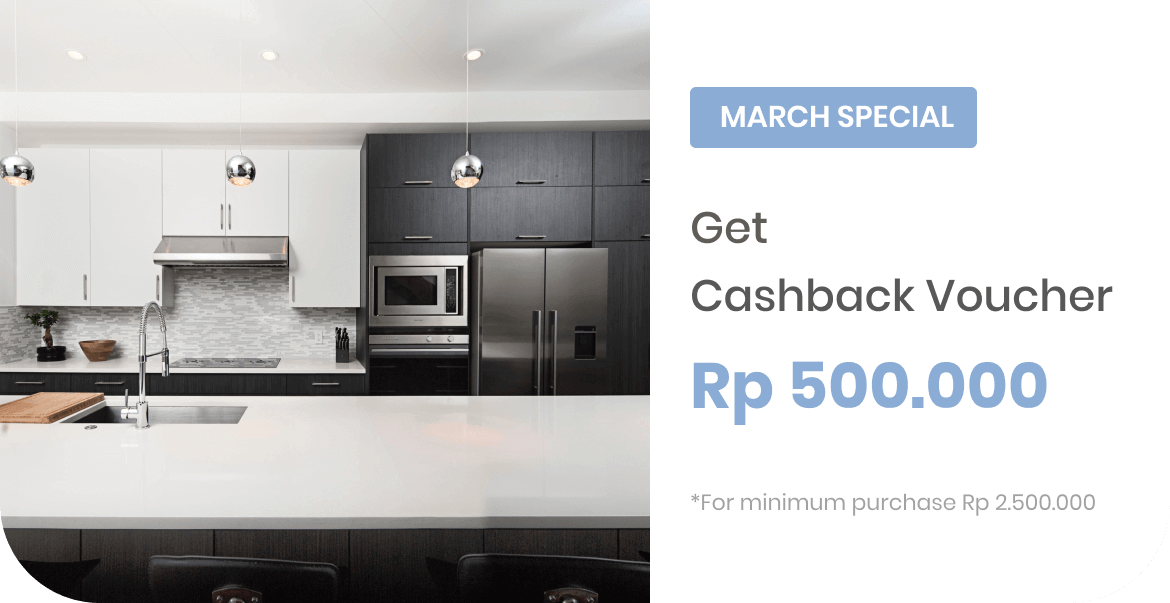 MARCH SPECIAL
Get
Cashback Voucher
Rp 500.000
*For minimum purchase Rp 2.500.000